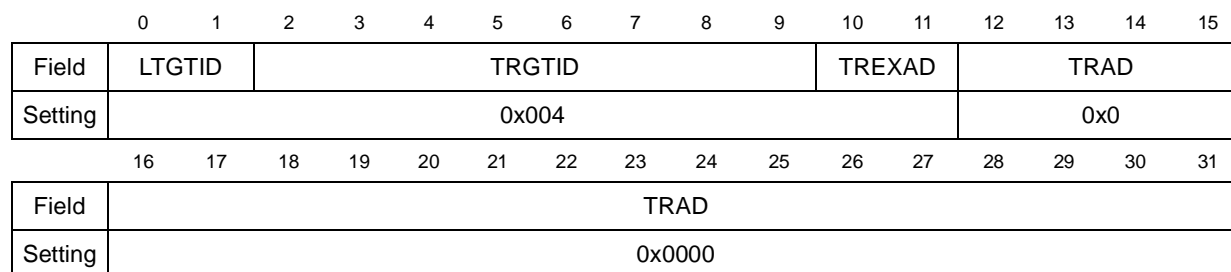 0 1 2 3 4 5 6 7 8 9 10 11 12 13 14 15
Field LTGTID TRGTID TREXAD TRAD
Setting 0x004 0x0
16 17 18 19 20 21 22 23 24 25 26 27 28 29 30 31
Field TRAD
Setting 0x0000